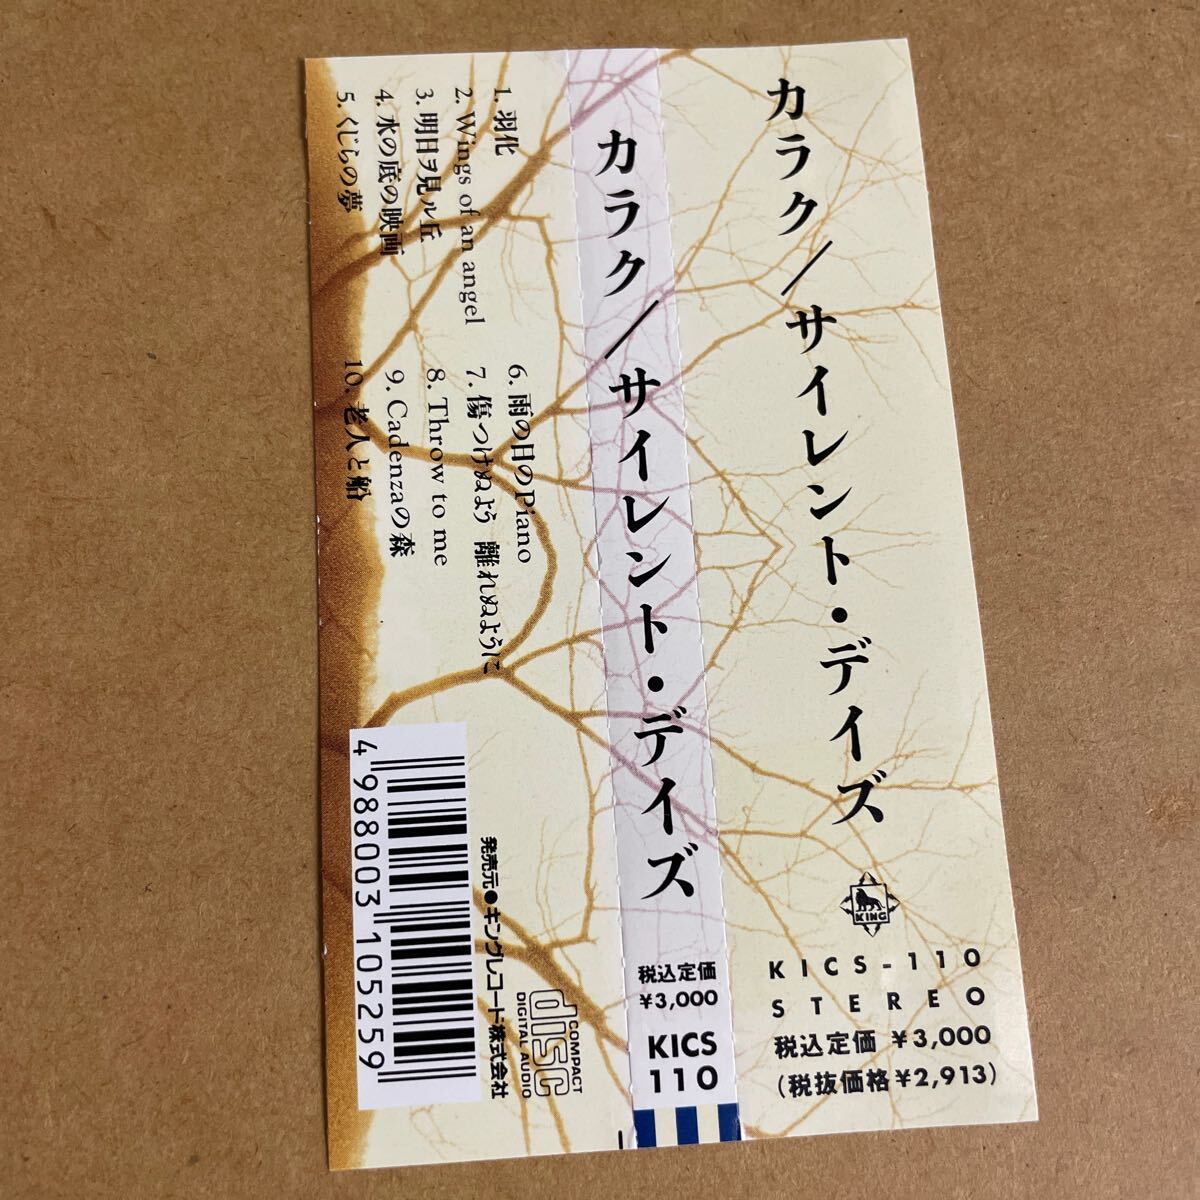 カラク／サイレント・デイズ
KING
KICS-110
STEREO
税込定価 ¥3,000
(税抜価格¥2,913)
カラク／サイレント・デイズ
税込定価
¥3,000
KICS
110
1. 羽化
2. Wings of an angel
3. 明日ヲ見ル丘
4. 水の底の映画
5. くじらの夢
6. 雨の日のPiano
7. 傷つけぬよう 離れぬように
8. Throw to me
9. Cadenzaの森
10. 老人と船
4988003105259
発売元●キングレコード株式会社
COMPACT
disc
DIGITAL AUDIO